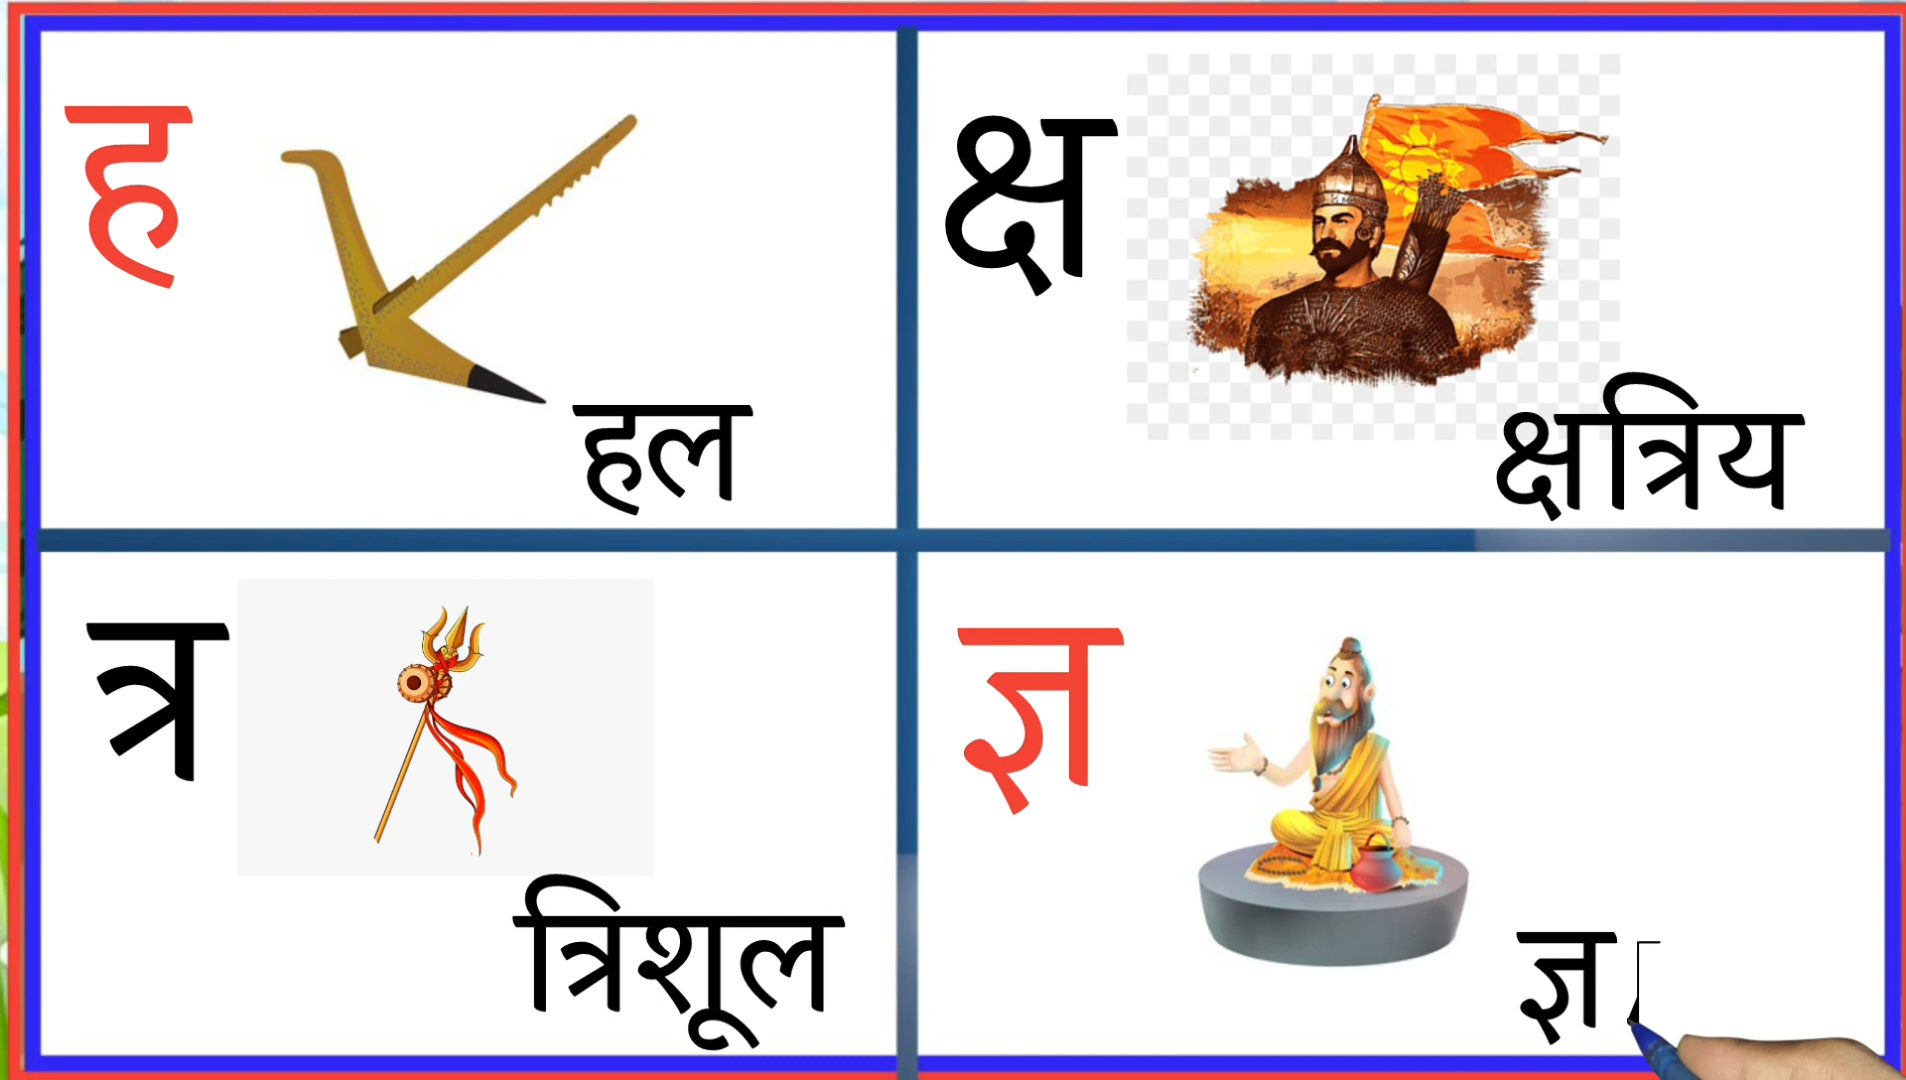 ह
हल
क्ष
क्षत्रिय
त्र
त्रिशूल
ज्ञ
ज्ञ